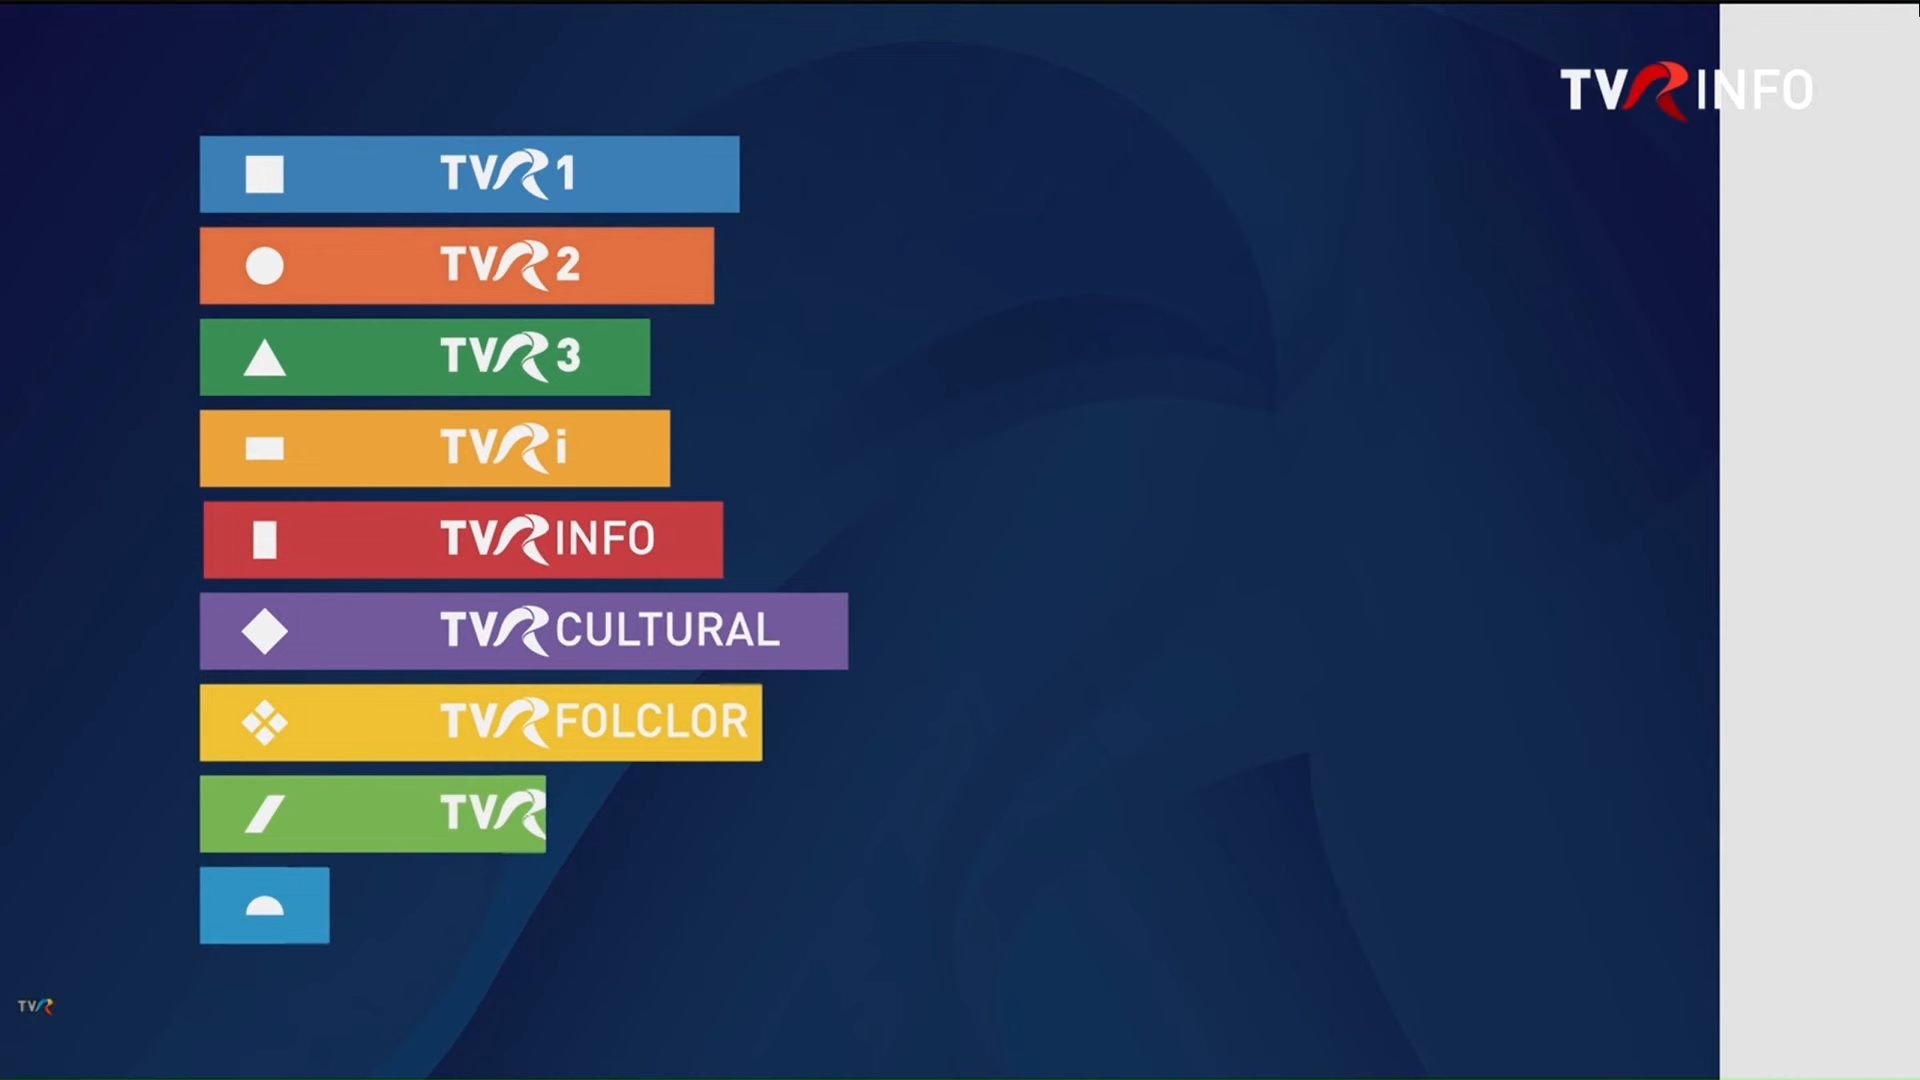 TVR INFO
TVR 1
TVR 2
TVR 3
TVR i
TVR INFO
TVR CULTURAL
TVR FOLCLOR
TVR
TVR